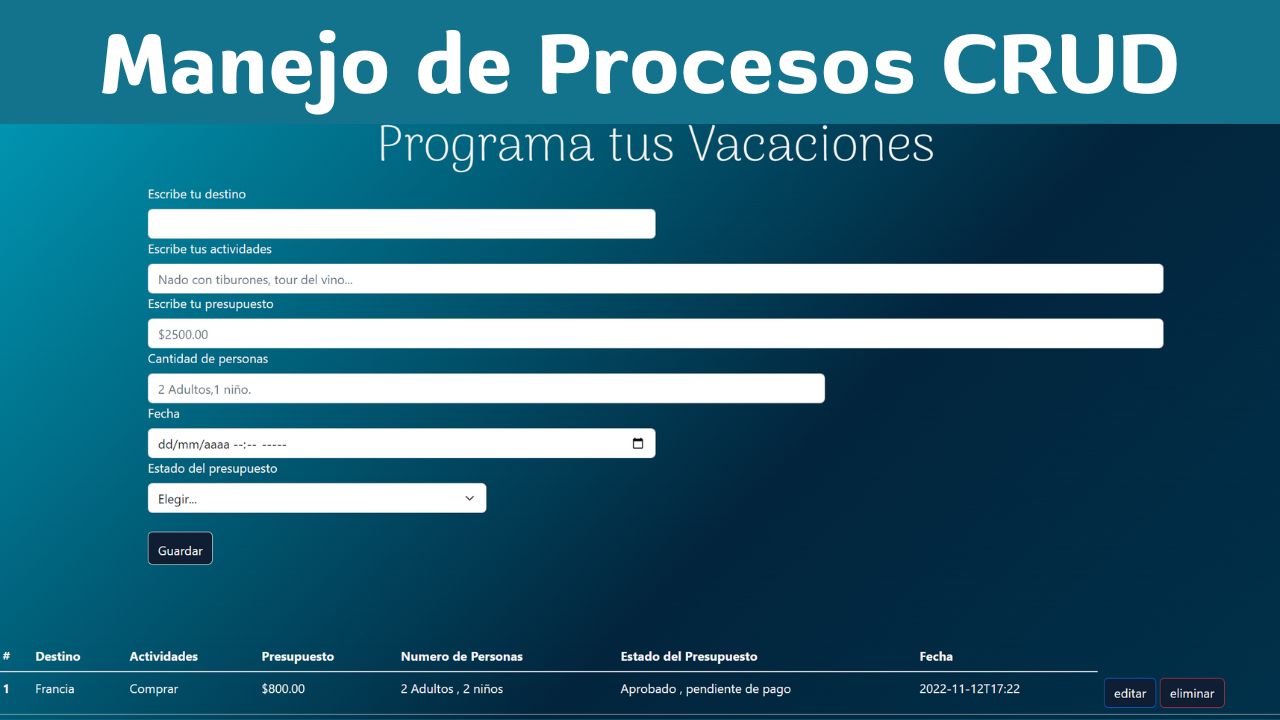 Manejo de Procesos CRUD
Programa tus Vacaciones
Escribe tu destino
Escribe tus actividades
Nado con tiburones, tour del vino...
Escribe tu presupuesto
$2500.00
Cantidad de personas
2 Adultos,1 niño.
Fecha
dd/mm/aaaa --:-- -----
Estado del presupuesto
Elegir...
Guardar
# Destino Actividades Presupuesto Numero de Personas Estado del Presupuesto Fecha
1 Francia Comprar $800.00 2 Adultos , 2 niños Aprobado , pendiente de pago 2022-11-12T17:22 editar eliminar